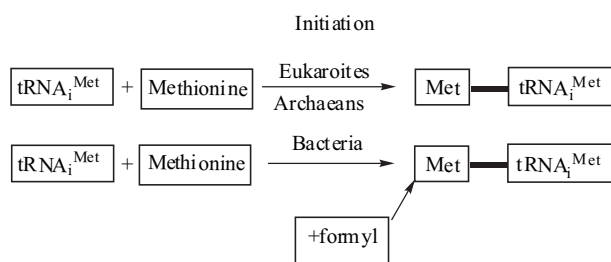 Initiation
tRNAᵢᴹᵉᵗ + Methionine Eukaroites Archaeans Met tRNAᵢᴹᵉᵗ
tRNAᵢᴹᵉᵗ + Methionine Bacteria Met tRNAᵢᴹᵉᵗ
+formyl